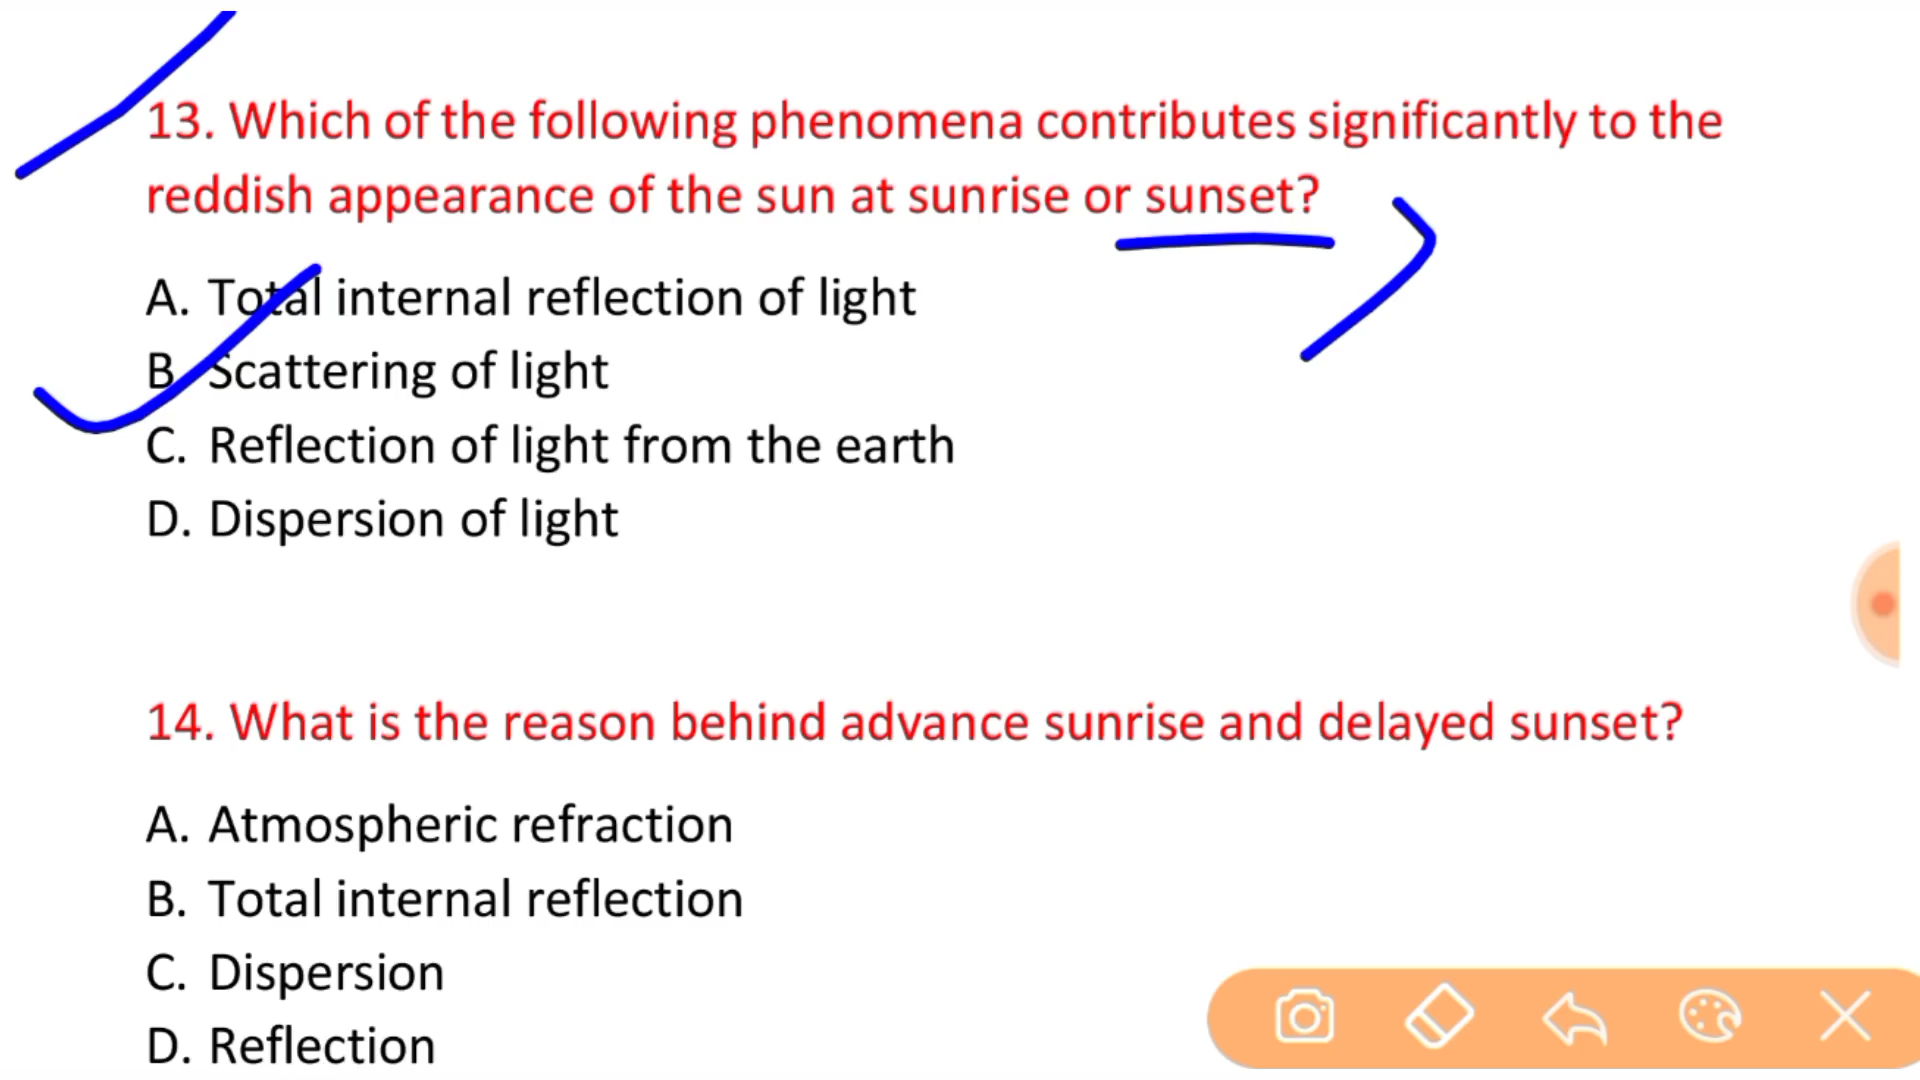 13. Which of the following phenomena contributes significantly to the
reddish appearance of the sun at sunrise or sunset?
A. Total internal reflection of light
B. Scattering of light
C. Reflection of light from the earth
D. Dispersion of light
14. What is the reason behind advance sunrise and delayed sunset?
A. Atmospheric refraction
B. Total internal reflection
C. Dispersion
D. Reflection